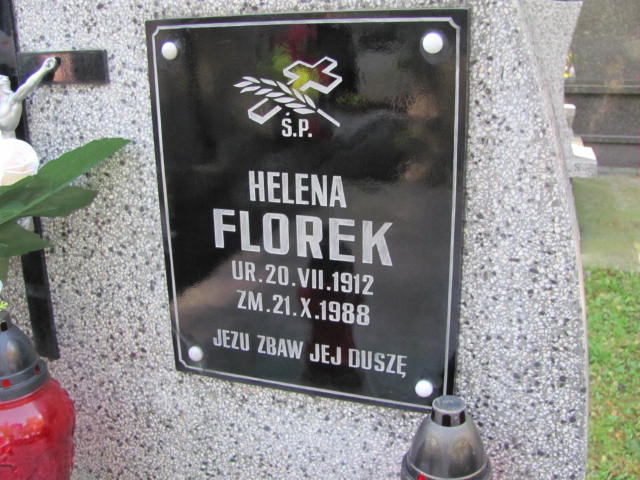 Ś.P.
HELENA
FLOREK
UR. 20. VII. 1912
ZM. 21. X. 1988
JEZU ZBAW JEJ DUSZĘ